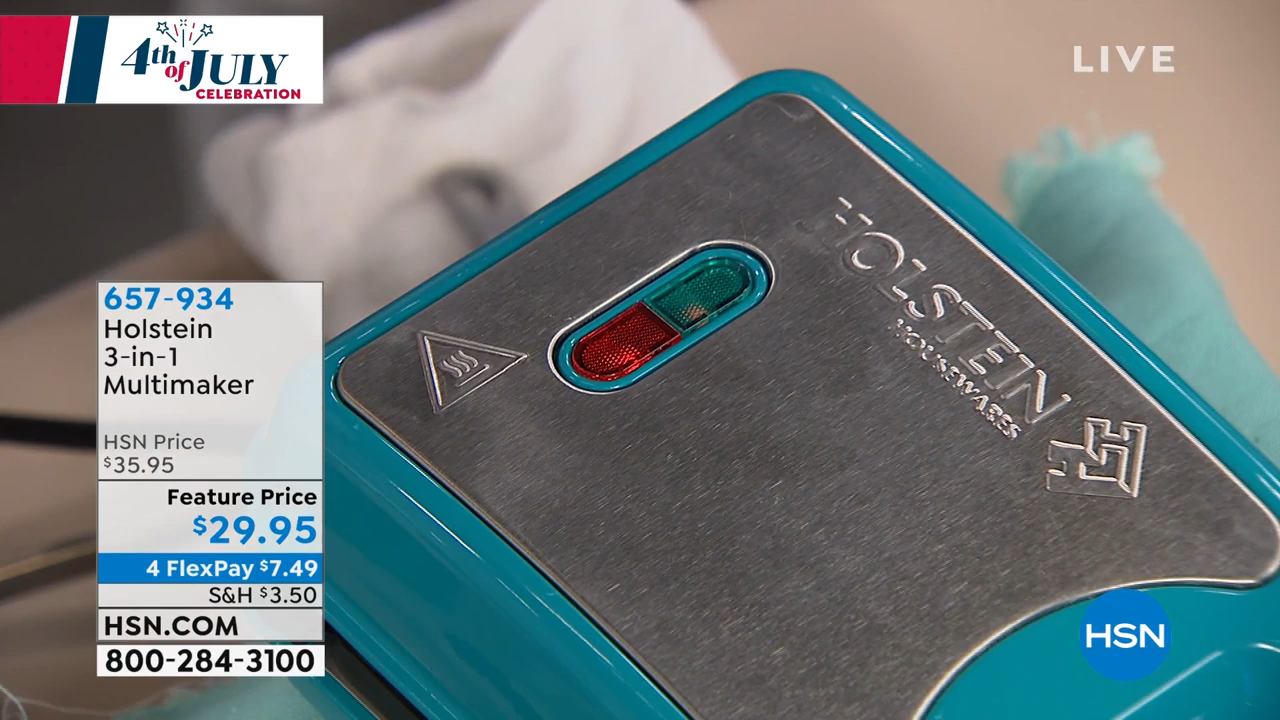 4th of JULY
CELEBRATION
LIVE
HOLSTEIN
HOUSEWARES
657-934
Holstein
3-in-1
Multimaker
HSN Price
$35.95
Feature Price
$29.95
4 FlexPay $7.49
S&H $3.50
HSN.COM
800-284-3100
HSN